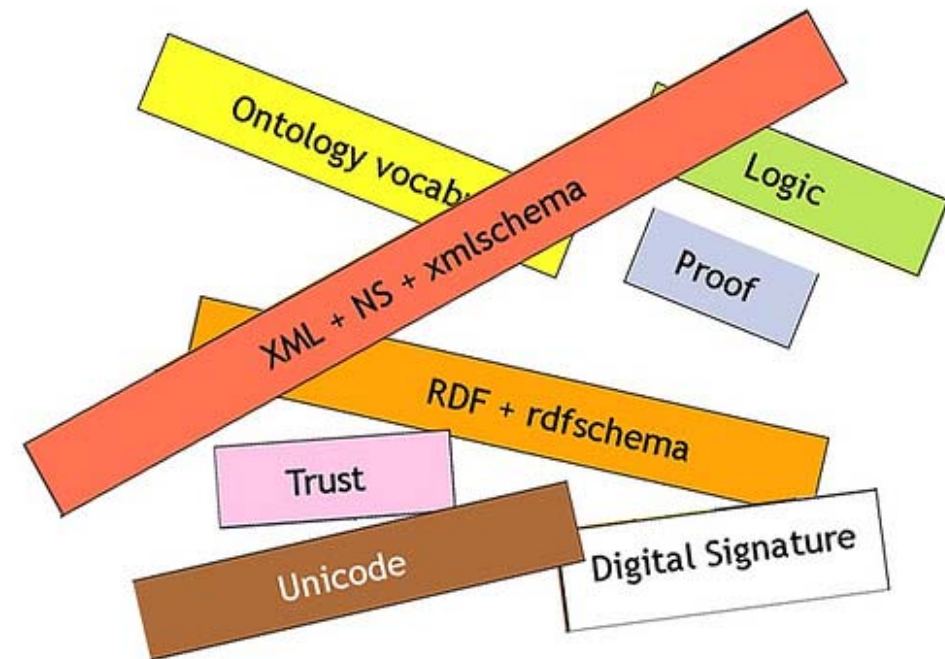 Ontology vocab
Logic
XML + NS + xmlschema
Proof
RDF + rdfschema
Trust
Digital Signature
Unicode